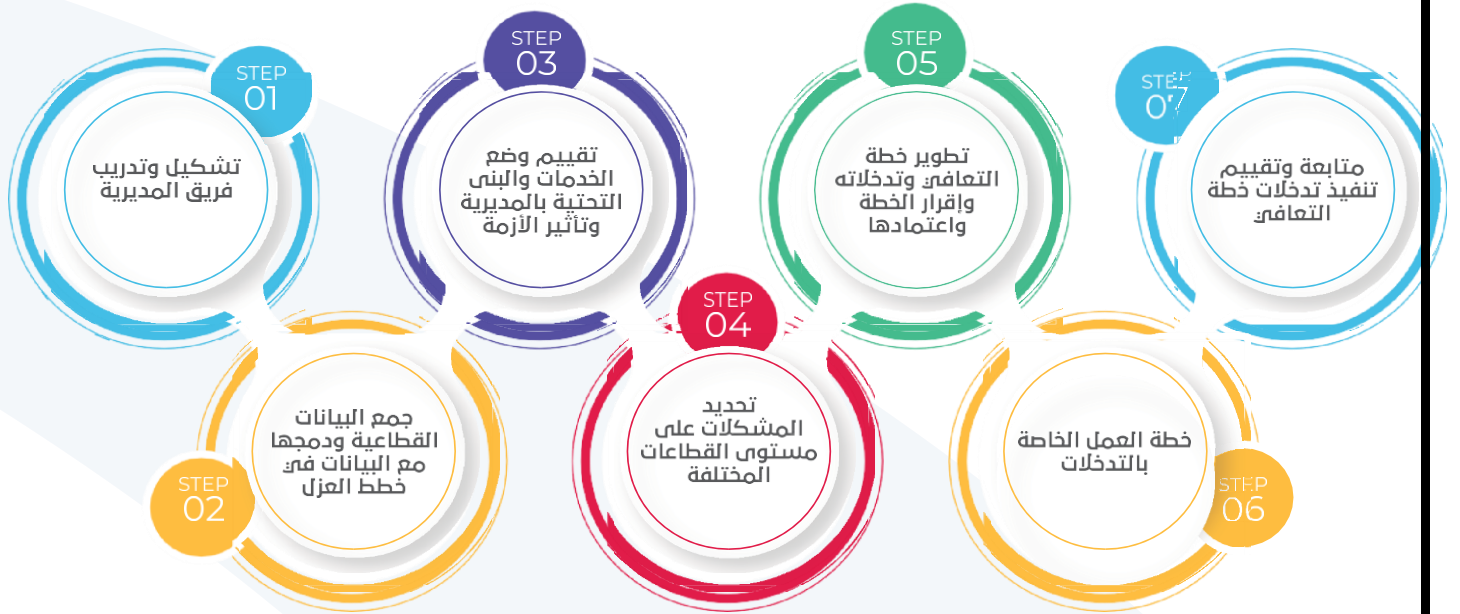 STEP
01
تشكيل وتدريب
فريق المديرية
STEP
02
جمع البيانات
القطاعية ودمجها
مع البيانات في
خطط العزل
STEP
03
تقييم وضع
الخدمات والبنى
التحتية بالمديرية
وتأثير الأزمة
STEP
04
تحديد
المشكلات على
مستوى القطاعات
المختلفة
STEP
05
تطوير خطة
التعافي وتدخلاته
وإقرار الخطة
واعتمادها
STEP
06
خطة العمل الخاصة
بالتدخلات
STEP
07
متابعة وتقييم
تنفيذ تدخلات خطة
التعافي